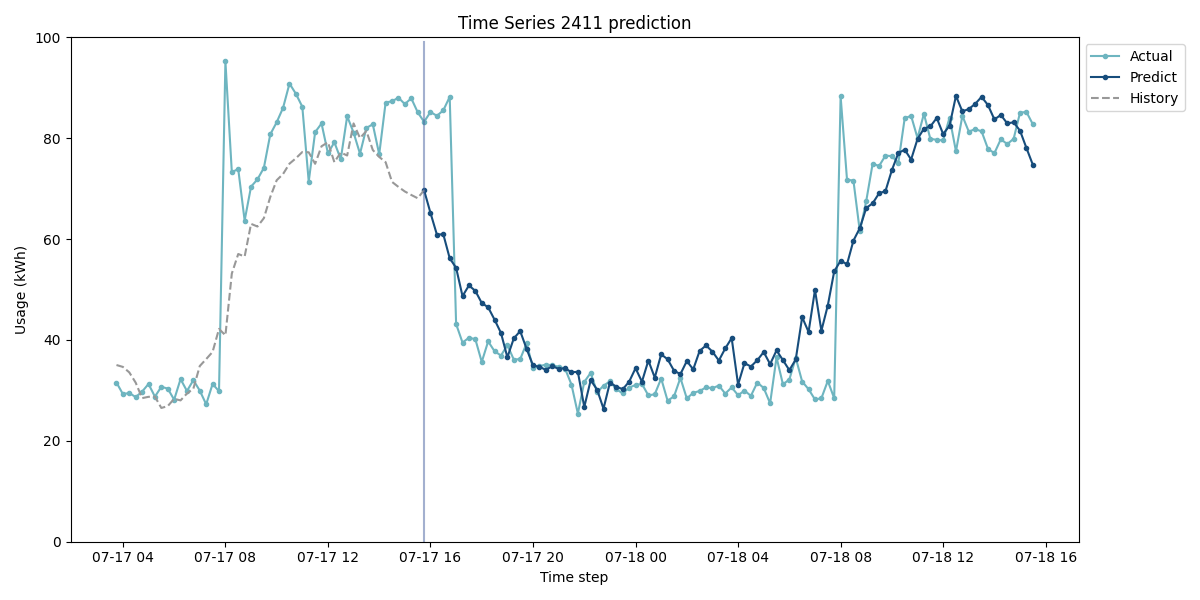 Time Series 2411 prediction
Actual
Predict
History
Usage (kWh)
100
80
60
40
20
0
07-17 04
07-17 08
07-17 12
07-17 16
07-17 20
07-18 00
07-18 04
07-18 08
07-18 12
07-18 16
Time step